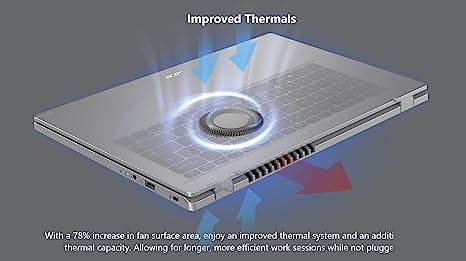 Improved Thermals
acer
With a 78% increase in fan surface area, enjoy an improved thermal system and an additi
thermal capacity. Allowing for longer, more efficient work sessions while not plugge